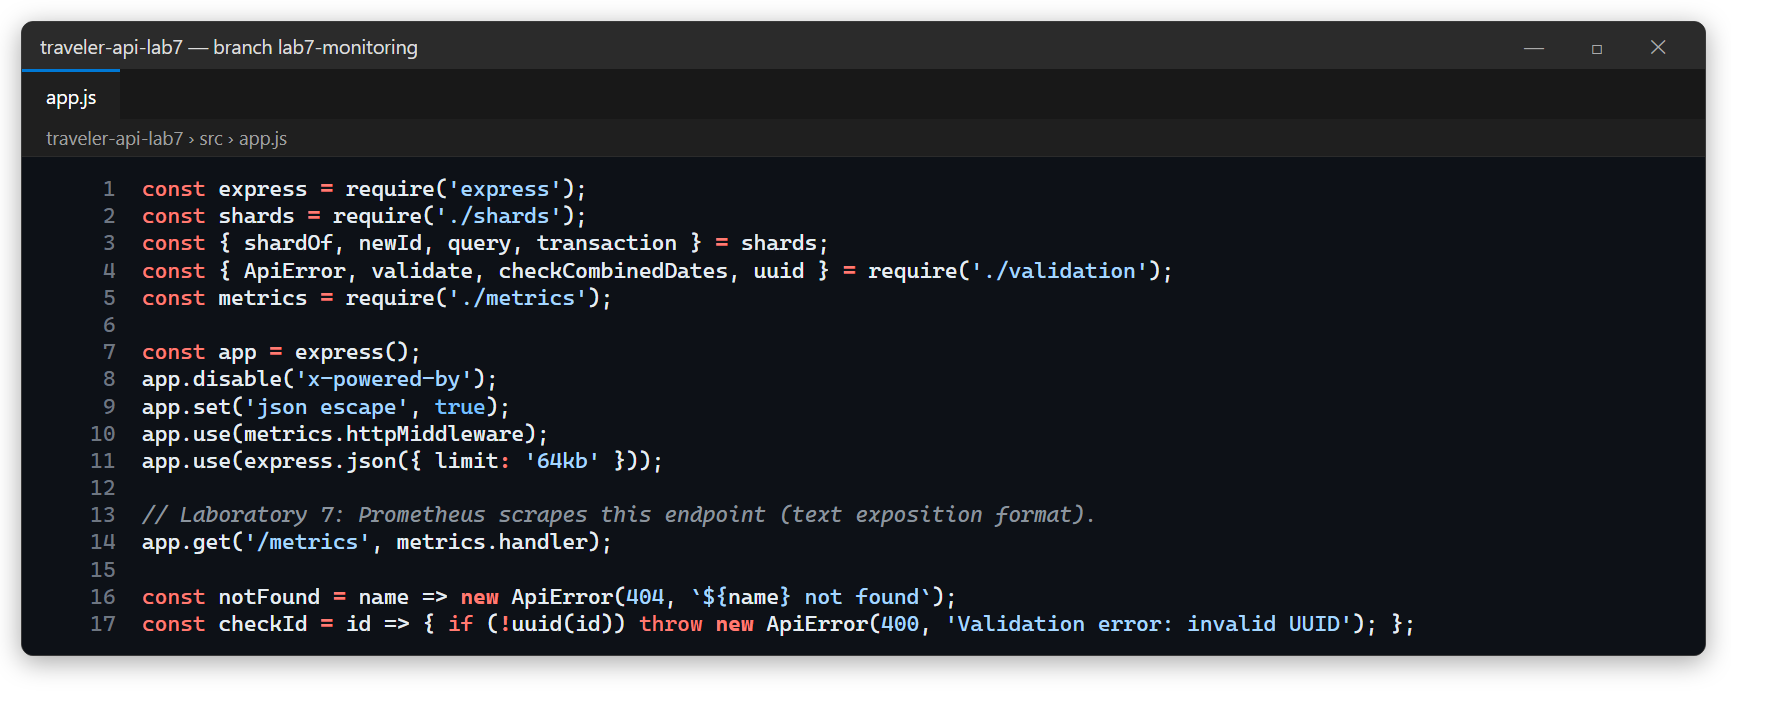 traveler-api-lab7 — branch lab7-monitoring
app.js
traveler-api-lab7 › src › app.js
1 const express = require('express');
2 const shards = require('./shards');
3 const { shardOf, newId, query, transaction } = shards;
4 const { ApiError, validate, checkCombinedDates, uuid } = require('./validation');
5 const metrics = require('./metrics');
6
7 const app = express();
8 app.disable('x-powered-by');
9 app.set('json escape', true);
10 app.use(metrics.httpMiddleware);
11 app.use(express.json({ limit: '64kb' }));
12
13 // Laboratory 7: Prometheus scrapes this endpoint (text exposition format).
14 app.get('/metrics', metrics.handler);
15
16 const notFound = name => new ApiError(404, `${name} not found`);
17 const checkId = id => { if (!uuid(id)) throw new ApiError(400, 'Validation error: invalid UUID'); };